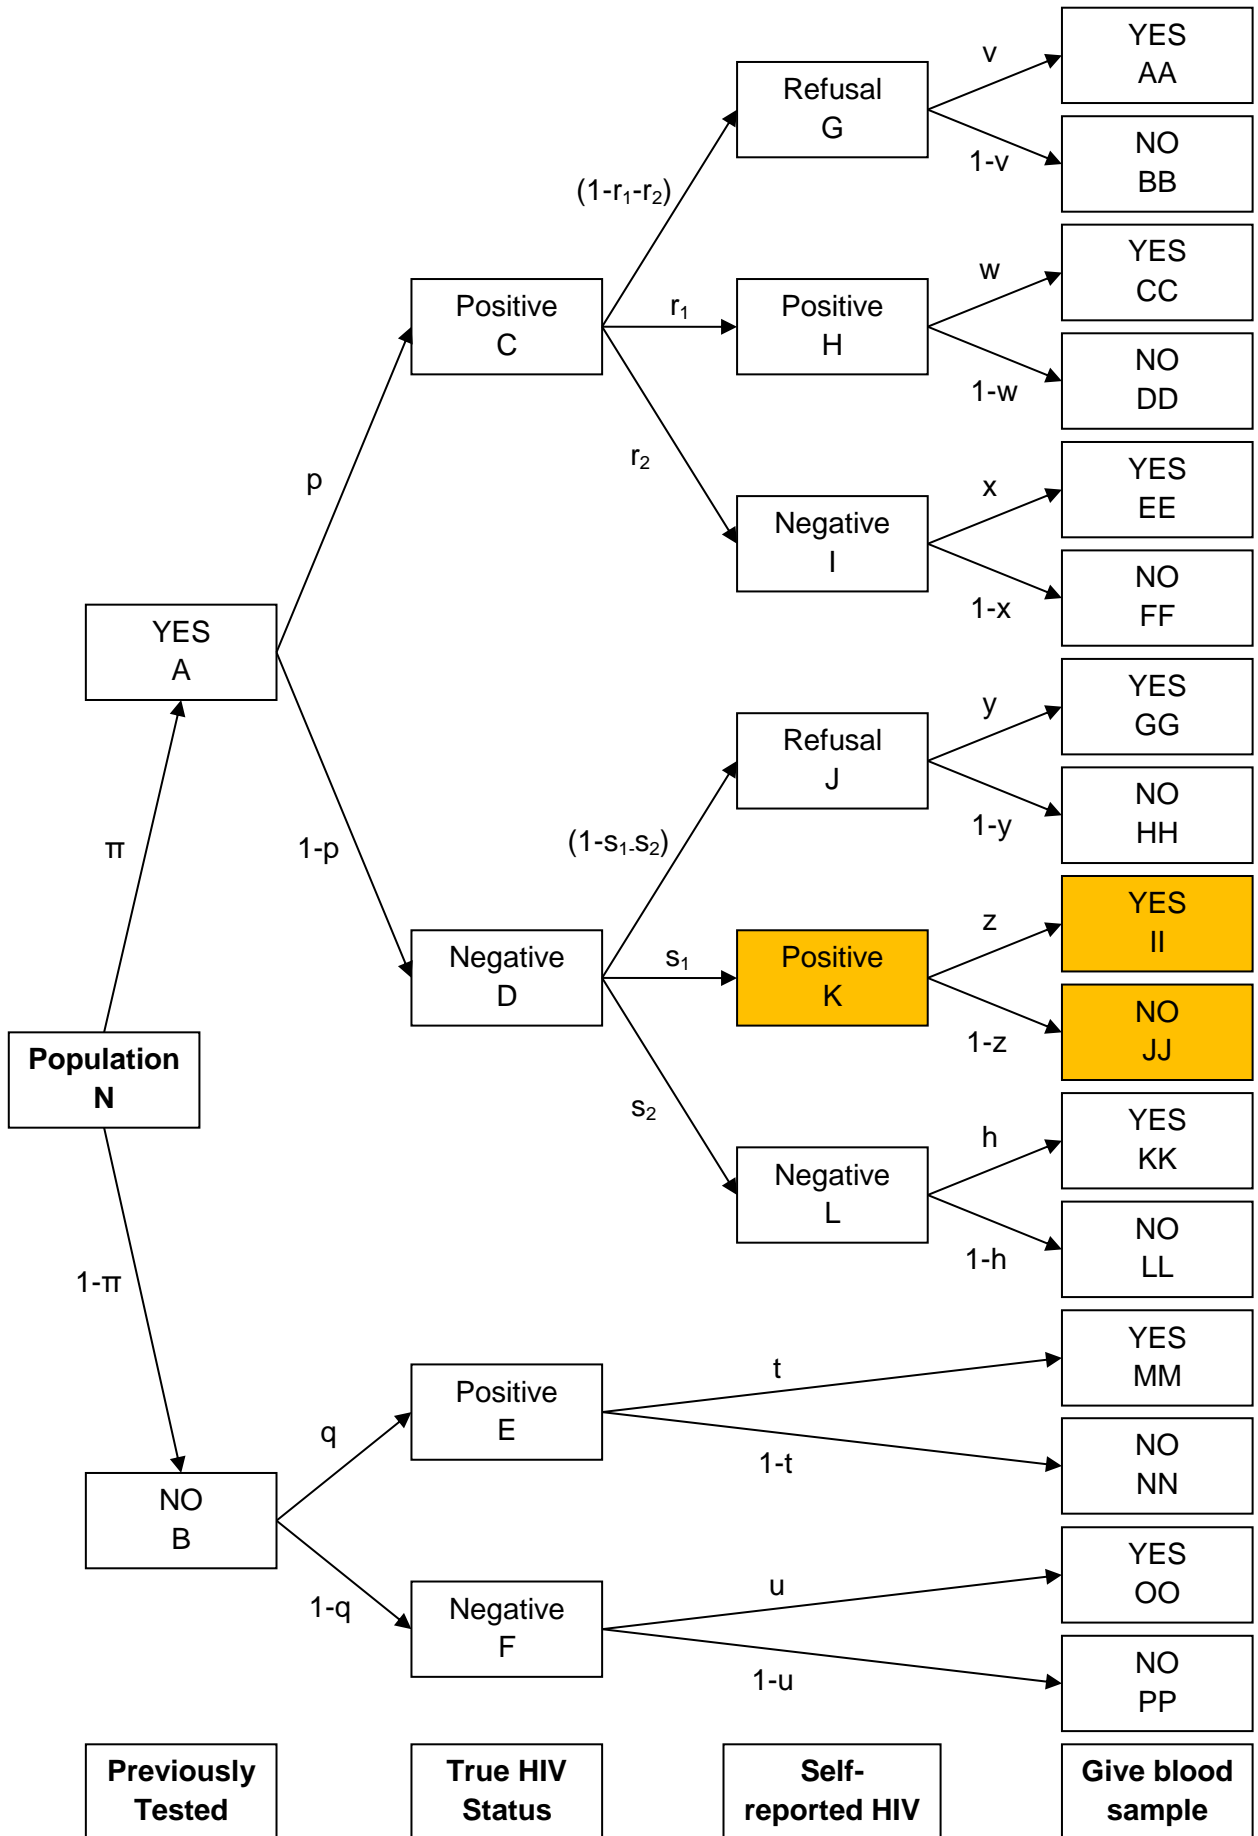 YES
AA
v
Refusal
G
1-v
NO
BB
(1-r₁-r₂)
YES
CC
w
Positive
C
r₁
Positive
H
1-w
NO
DD
r₂
YES
EE
x
p
Negative
I
1-x
NO
FF
YES
A
YES
GG
y
Refusal
J
1-y
NO
HH
π
1-p
(1-s₁-s₂)
YES
II
z
Negative
D
s₁
Positive
K
1-z
NO
JJ
Population
N
s₂
YES
KK
h
Negative
L
1-h
NO
LL
1-π
YES
MM
t
Positive
E
q
1-t
NO
NN
NO
B
YES
OO
u
1-q
Negative
F
1-u
NO
PP
Previously
Tested
True HIV
Status
Self-
reported HIV
Give blood
sample